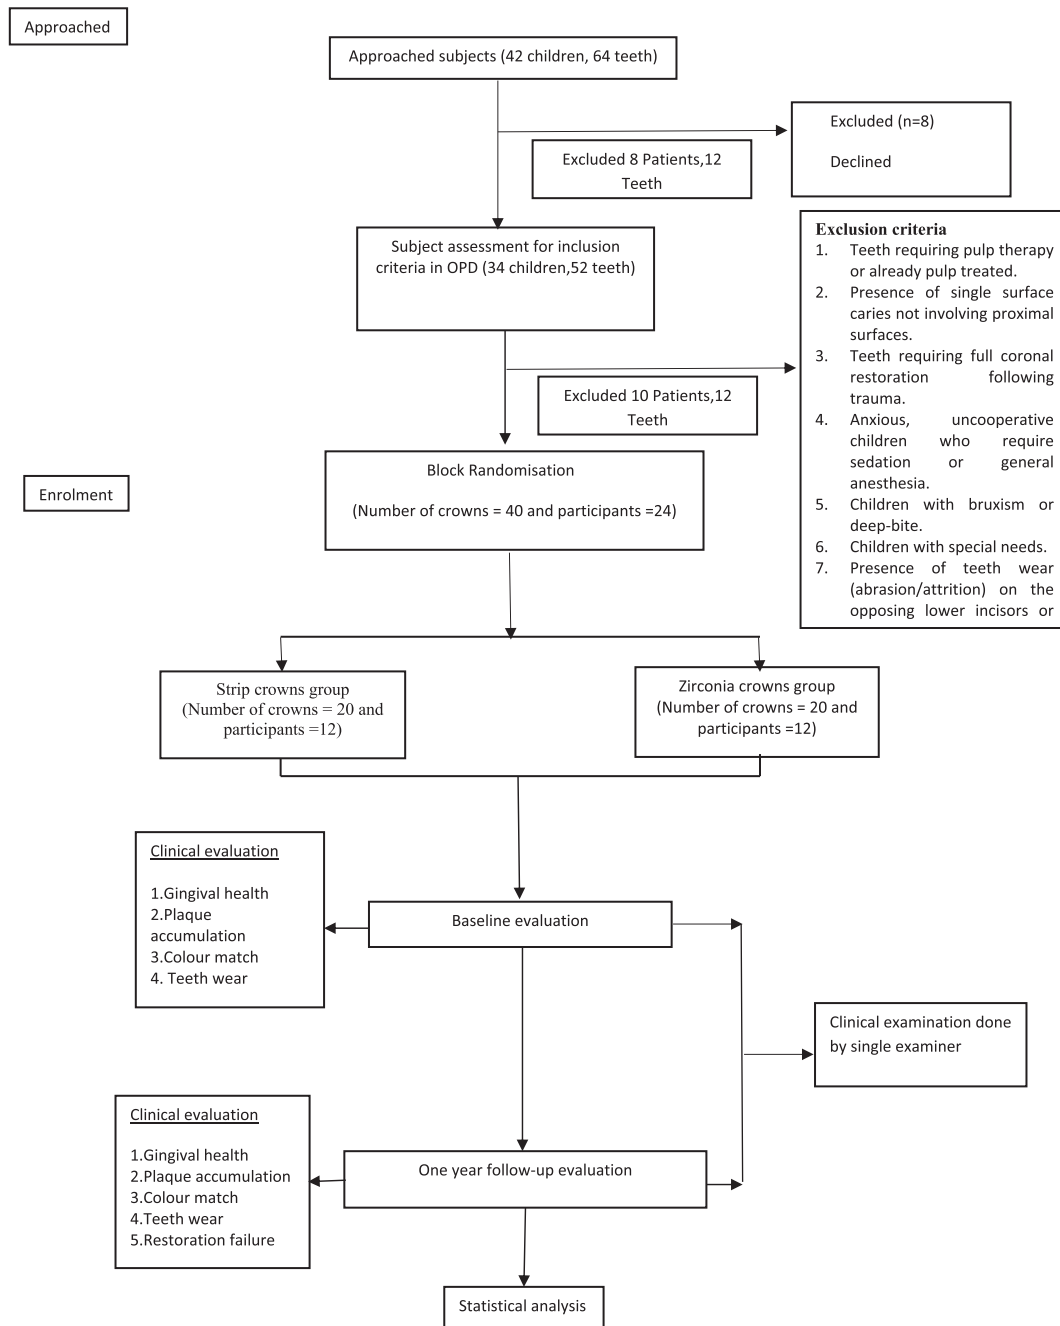 Approached
Approached subjects (42 children, 64 teeth)
Excluded (n=8)
Declined
Excluded 8 Patients,12
Teeth
Subject assessment for inclusion
criteria in OPD (34 children,52 teeth)
Exclusion criteria
1. Teeth requiring pulp therapy
or already pulp treated.
2. Presence of single surface
caries not involving proximal
surfaces.
3. Teeth requiring full coronal
restoration following
trauma.
4. Anxious, uncooperative
children who require
sedation or general
anesthesia.
5. Children with bruxism or
deep-bite.
6. Children with special needs.
7. Presence of teeth wear
(abrasion/attrition) on the
opposing lower incisors or
Excluded 10 Patients,12
Teeth
Enrolment
Block Randomisation
(Number of crowns = 40 and participants =24)
Strip crowns group
(Number of crowns = 20 and
participants =12)
Zirconia crowns group
(Number of crowns = 20 and
participants =12)
Clinical evaluation
1.Gingival health
2.Plaque
accumulation
3.Colour match
4. Teeth wear
Baseline evaluation
Clinical examination done
by single examiner
Clinical evaluation
1.Gingival health
2.Plaque accumulation
3.Colour match
4.Teeth wear
5.Restoration failure
One year follow-up evaluation
Statistical analysis